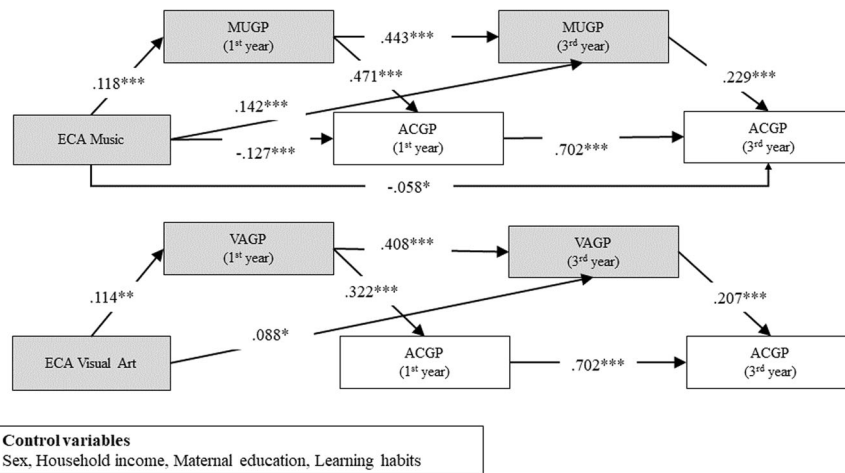 MUGP
(1st year)
.443***
MUGP
(3rd year)
.118***
.471***
.229***
.142***
ECA Music
-.127***
ACGP
(1st year)
.702***
ACGP
(3rd year)
-.058*
VAGP
(1st year)
.408***
VAGP
(3rd year)
.114**
.322***
.207***
.088*
ECA Visual Art
ACGP
(1st year)
.702***
ACGP
(3rd year)
Control variables
Sex, Household income, Maternal education, Learning habits